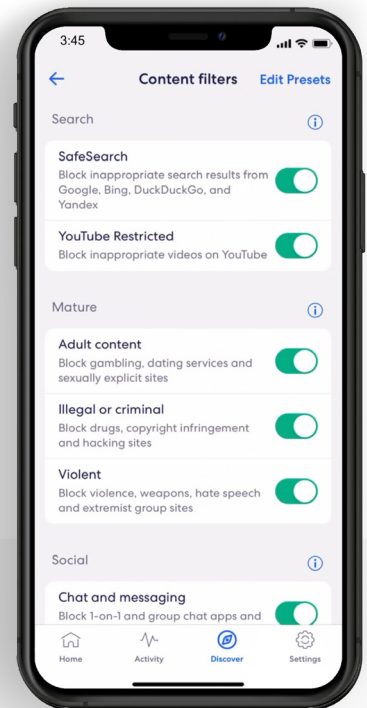 3:45
Content filters Edit Presets
Search
SafeSearch
Block inappropriate search results from
Google, Bing, DuckDuckGo, and
Yandex
YouTube Restricted
Block inappropriate videos on YouTube
Mature
Adult content
Block gambling, dating services and
sexually explicit sites
Illegal or criminal
Block drugs, copyright infringement
and hacking sites
Violent
Block violence, weapons, hate speech
and extremist group sites
Social
Chat and messaging
Block 1-on-1 and group chat apps and
Home Activity Discover Settings